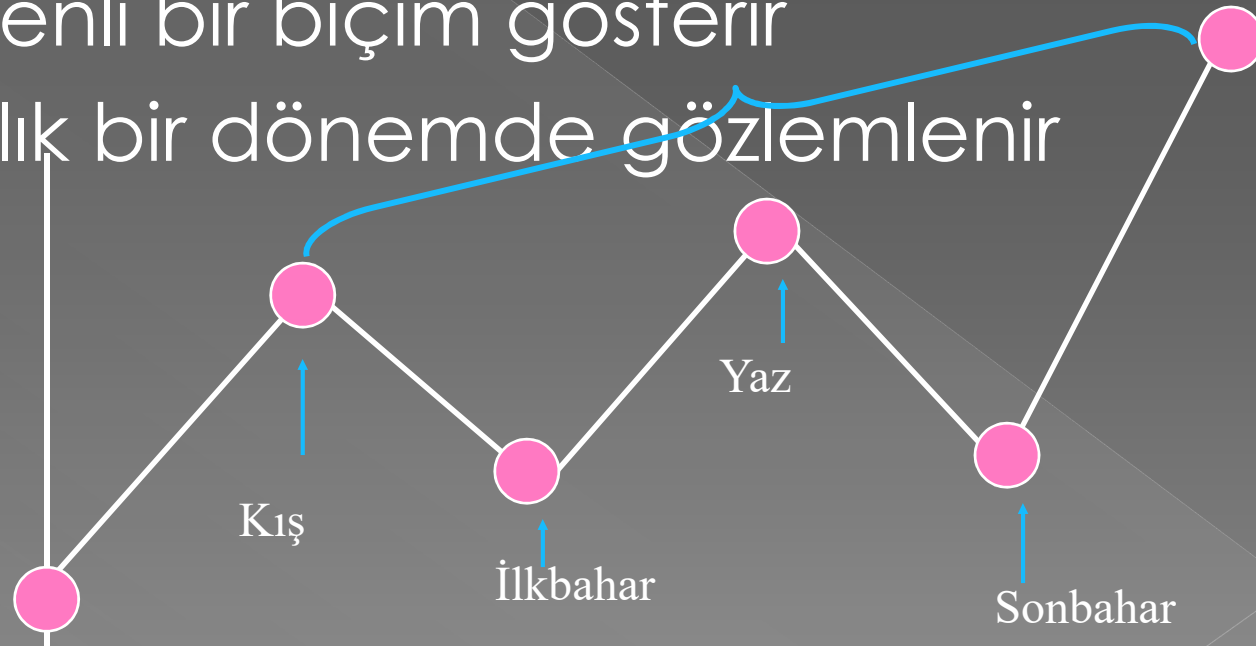 enli bir biçim gösterir
lık bir dönemde gözlemlenir
Yaz
Kış
İlkbahar
Sonbahar